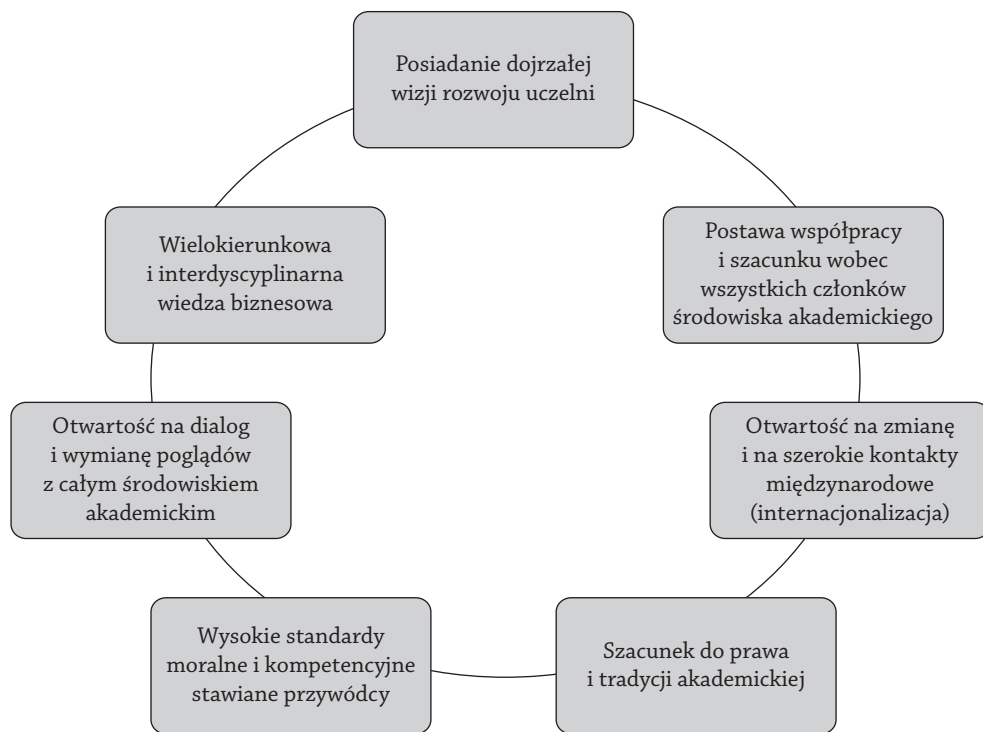 Posiadanie dojrzałej
wizji rozwoju uczelni
Postawa współpracy
i szacunku wobec
wszystkich członków
środowiska akademickiego
Otwartość na zmianę
i na szerokie kontakty
międzynarodowe
(internacjonalizacja)
Szacunek do prawa
i tradycji akademickiej
Wysokie standardy
moralne i kompetencyjne
stawiane przywódcy
Otwartość na dialog
i wymianę poglądów
z całym środowiskiem
akademickim
Wielokierunkowa
i interdyscyplinarna
wiedza biznesowa